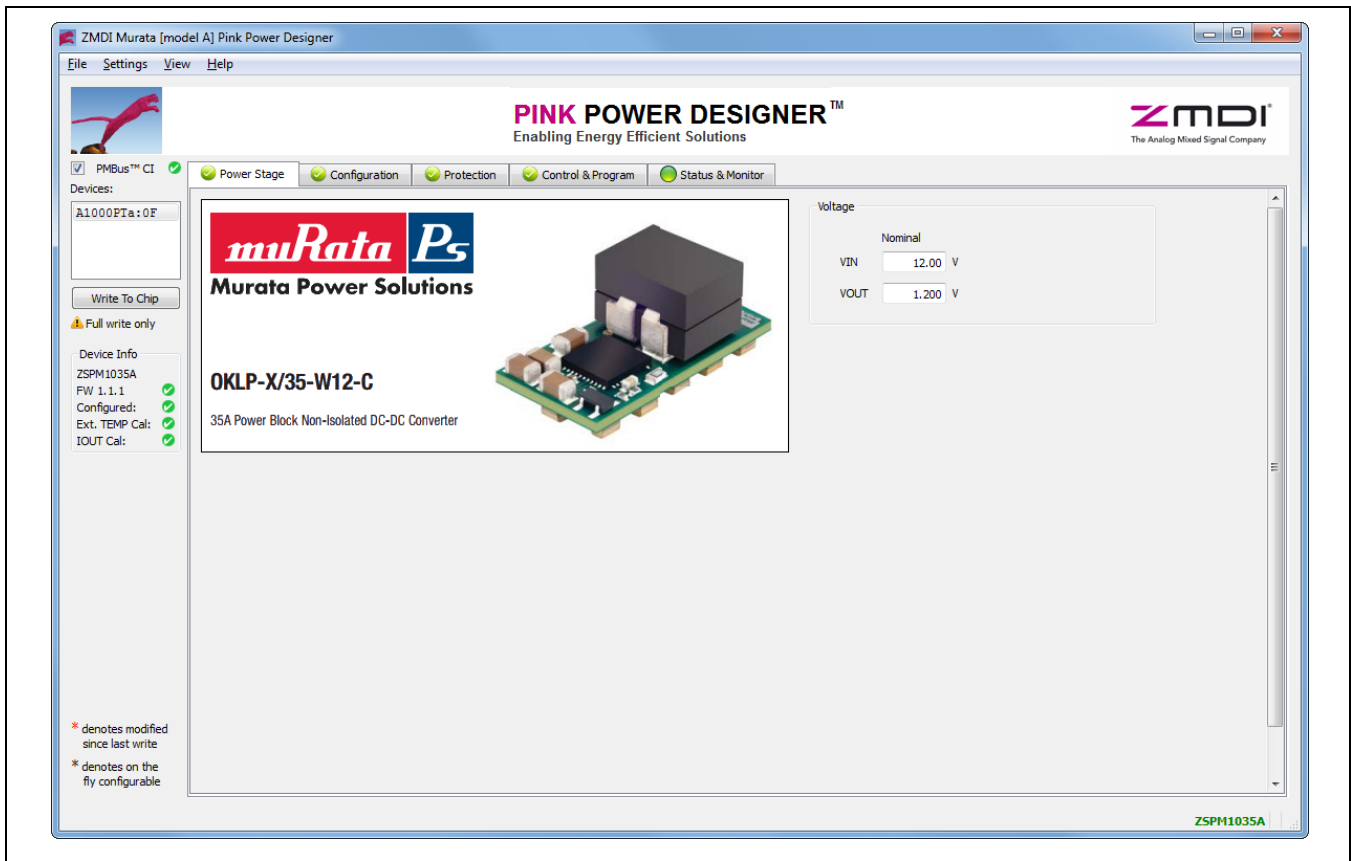 ZMDI Murata [model A] Pink Power Designer
File Settings View Help
PINK POWER DESIGNER™
Enabling Energy Efficient Solutions
ZMDI®
The Analog Mixed Signal Company
PMBus™ CI
Devices:
A1000PTa:0F
Write To Chip
Full write only
Device Info
ZSPM1035A
FW 1.1.1
Configured:
Ext. TEMP Cal:
IOUT Cal:
* denotes modified
since last write
* denotes on the
fly configurable
Power Stage Configuration Protection Control & Program Status & Monitor
muRata Ps
Murata Power Solutions
OKLP-X/35-W12-C
35A Power Block Non-Isolated DC-DC Converter
Voltage
Nominal
VIN 12.00 V
VOUT 1.200 V
ZSPM1035A